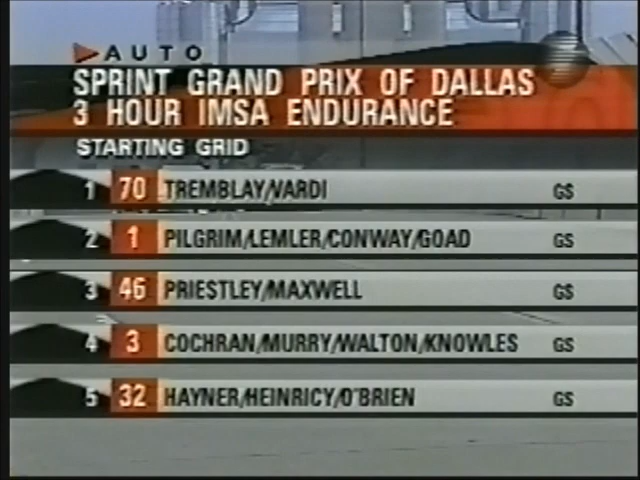 AUTO
SPRINT GRAND PRIX OF DALLAS
3 HOUR IMSA ENDURANCE
STARTING GRID
1 70 TREMBLAY/VARDI GS
2 1 PILGRIM/LEMLER/CONWAY/GOAD GS
3 46 PRIESTLEY/MAXWELL GS
4 3 COCHRAN/MURRY/WALTON/KNOWLES GS
5 32 HAYNER/HEINRICY/O'BRIEN GS